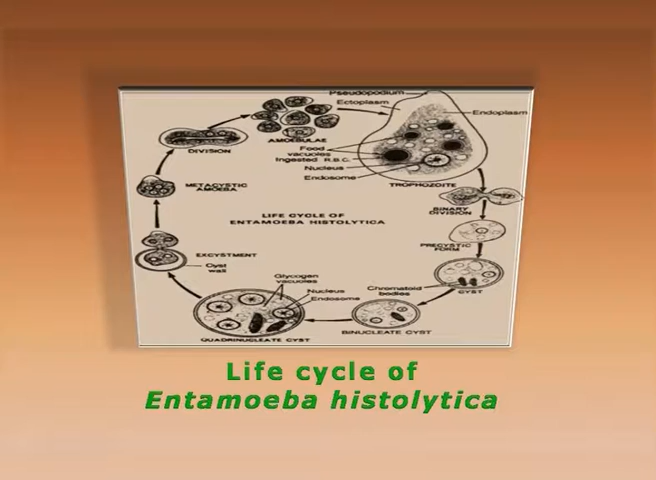 Pseudopodium
Ectoplasm
Endoplasm
AMOEBULAE
Food
vacuoles
Ingested R.B.C.
Nucleus
Endosome
TROPHOZOITE
DIVISION
METACYSTIC
AMOEBA
BINARY
DIVISION
LIFE CYCLE OF
ENTAMOEBA HISTOLYTICA
PRECYSTIC
FORM
EXCYSTMENT
Cyst
wall
Glycogen
vacuoles
Nucleus
Endosome
Chromatoid
bodies
CYST
BINUCLEATE CYST
QUADRINUCLEATE CYST
Life cycle of
Entamoeba histolytica